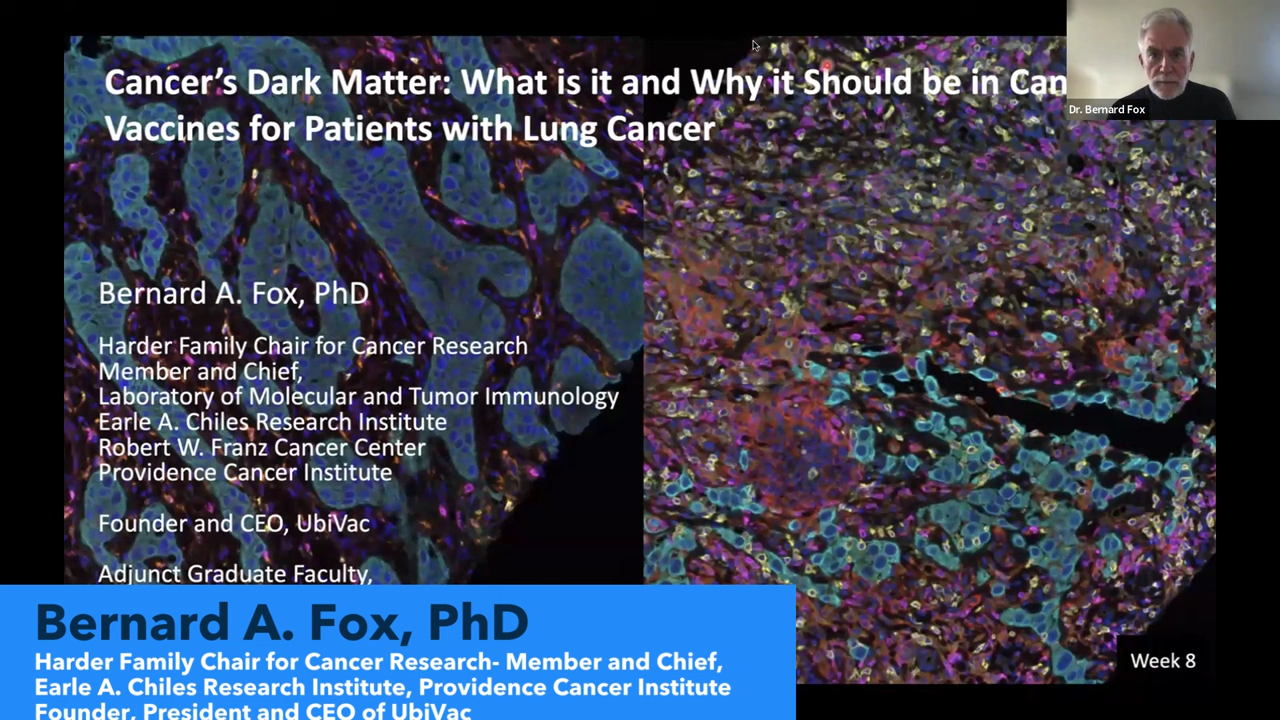 Cancer's Dark Matter: What is it and Why it Should be in Can
Vaccines for Patients with Lung Cancer
Dr. Bernard Fox
Bernard A. Fox, PhD
Harder Family Chair for Cancer Research
Member and Chief,
Laboratory of Molecular and Tumor Immunology
Earle A. Chiles Research Institute
Robert W. Franz Cancer Center
Providence Cancer Institute
Founder and CEO, UbiVac
Adjunct Graduate Faculty,
Bernard A. Fox, PhD
Harder Family Chair for Cancer Research- Member and Chief,
Earle A. Chiles Research Institute, Providence Cancer Institute
Founder, President and CEO of UbiVac
Week 8